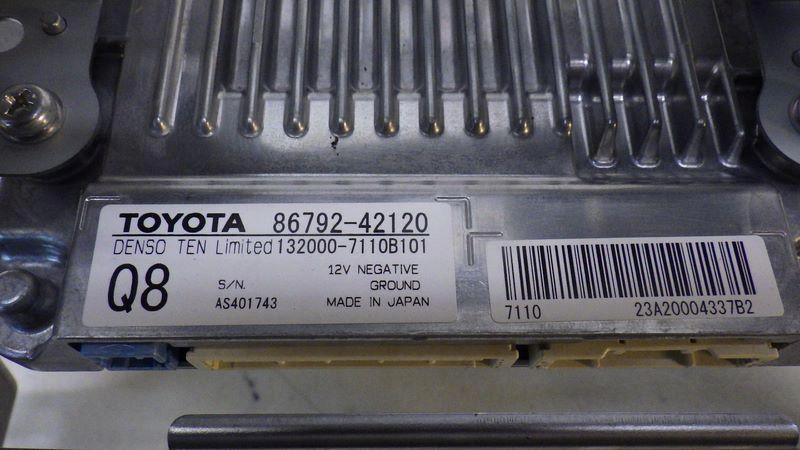 TOYOTA 86792-42120
DENSO TEN Limited 132000-7110B101
Q8 S/N. AS401743
12V NEGATIVE GROUND
MADE IN JAPAN
7110 23A20004337B2